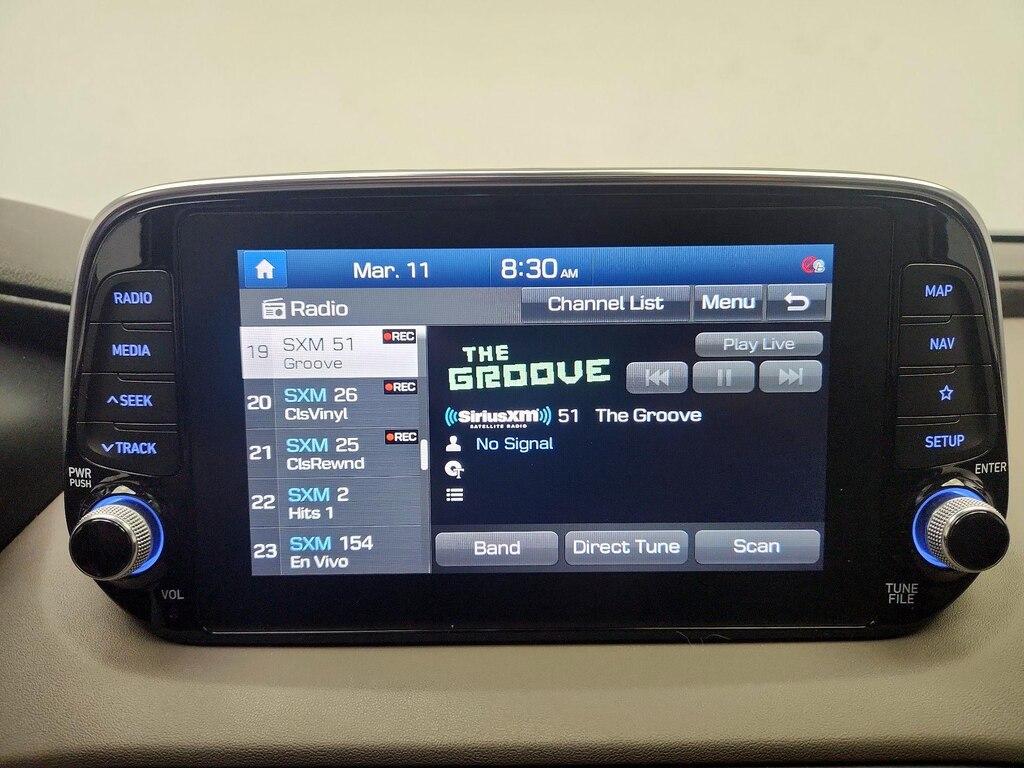 RADIO
MEDIA
SEEK
TRACK
PWR
PUSH
VOL
Mar. 11 8:30 AM
Radio Channel List Menu
19 SXM 51 REC
Groove
20 SXM 26 REC
ClsVinyl
21 SXM 25 REC
ClsRewnd
22 SXM 2
Hits 1
23 SXM 154
En Vivo
THE
GROOVE
Play Live
SiriusXM 51 The Groove
SATELLITE RADIO
No Signal
Band Direct Tune Scan
MAP
NAV
SETUP
ENTER
TUNE
FILE